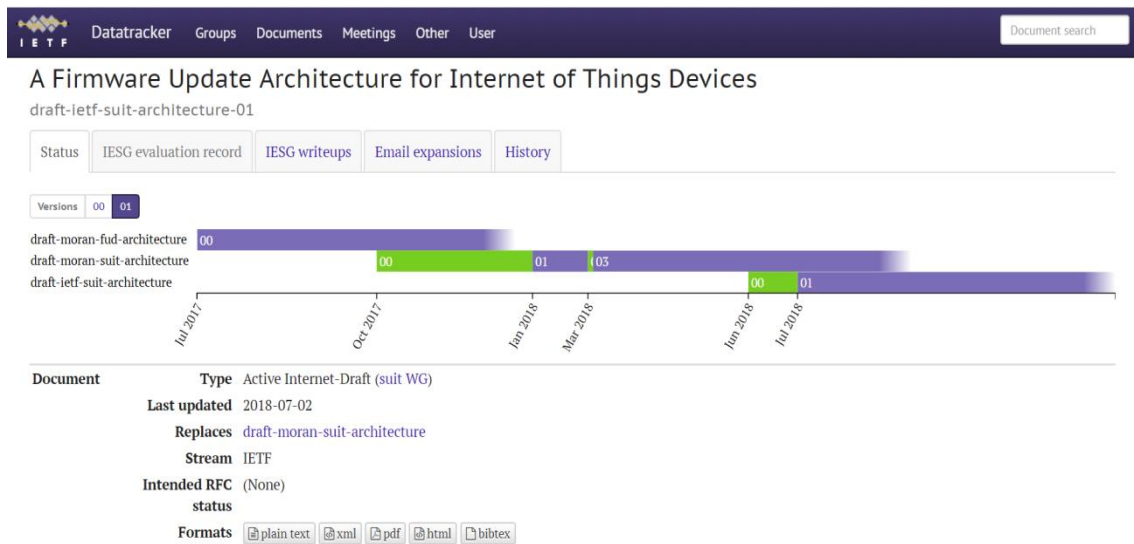 IETF Datatracker Groups Documents Meetings Other User Document search
A Firmware Update Architecture for Internet of Things Devices
draft-ietf-suit-architecture-01
Status IESG evaluation record IESG writeups Email expansions History
Versions 00 01
draft-moran-fud-architecture 00
draft-moran-suit-architecture 00 01 03
draft-ietf-suit-architecture 00 01
Jul 2017 Oct 2017 Jan 2018 Mar 2018 Jun 2018 Jul 2018
Document Type Active Internet-Draft (suit WG)
Last updated 2018-07-02
Replaces draft-moran-suit-architecture
Stream IETF
Intended RFC (None)
status
Formats plain text xml pdf html bibtex